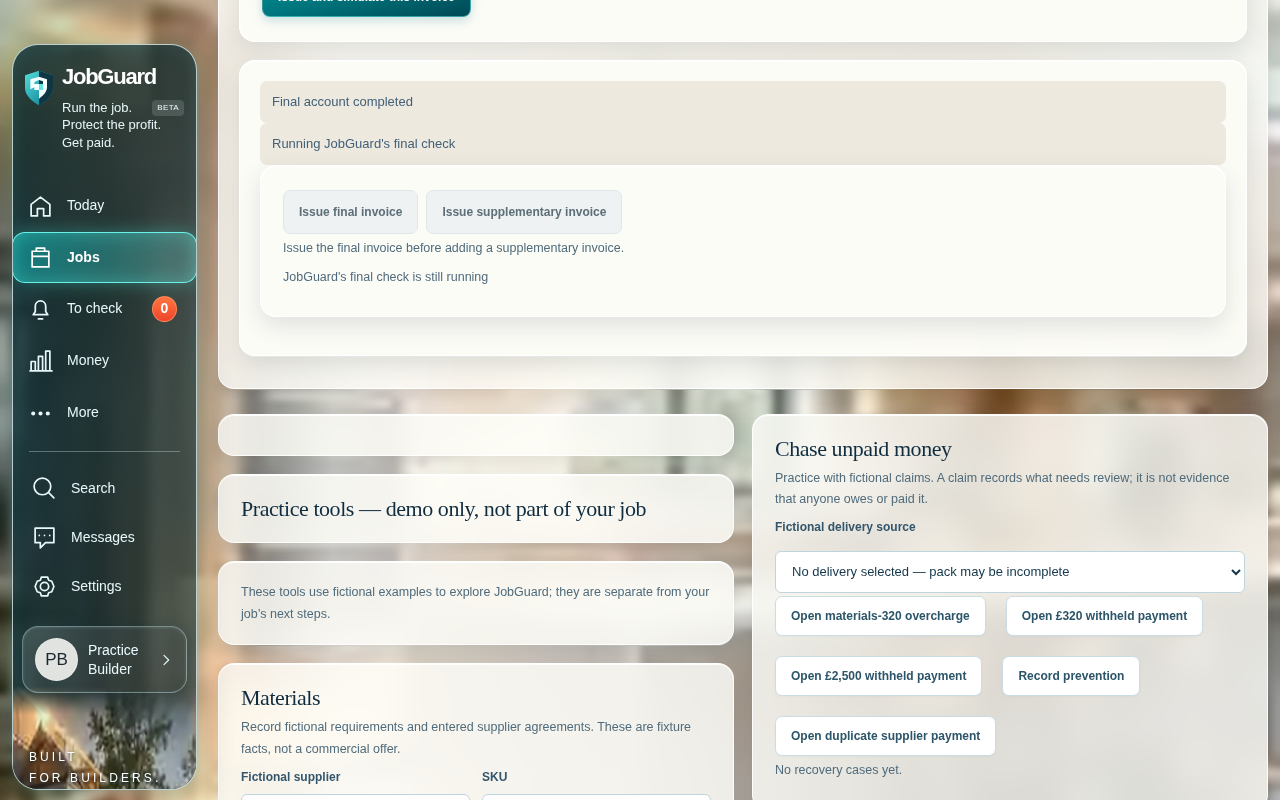 JobGuard
Run the job.
BETA
Protect the profit.
Get paid.
Today
Jobs
To check
0
Money
More
Search
Messages
Settings
PB
Practice
Builder
BUILT
FOR BUILDERS.
Issue and simulate this invoice
Final account completed
Running JobGuard's final check
Issue final invoice
Issue supplementary invoice
Issue the final invoice before adding a supplementary invoice.
JobGuard's final check is still running
Practice tools — demo only, not part of your job
These tools use fictional examples to explore JobGuard; they are separate from your
job’s next steps.
Materials
Record fictional requirements and entered supplier agreements. These are fixture
facts, not a commercial offer.
Fictional supplier
SKU
Chase unpaid money
Practice with fictional claims. A claim records what needs review; it is not evidence
that anyone owes or paid it.
Fictional delivery source
No delivery selected — pack may be incomplete
Open materials-320 overcharge
Open £320 withheld payment
Open £2,500 withheld payment
Record prevention
Open duplicate supplier payment
No recovery cases yet.